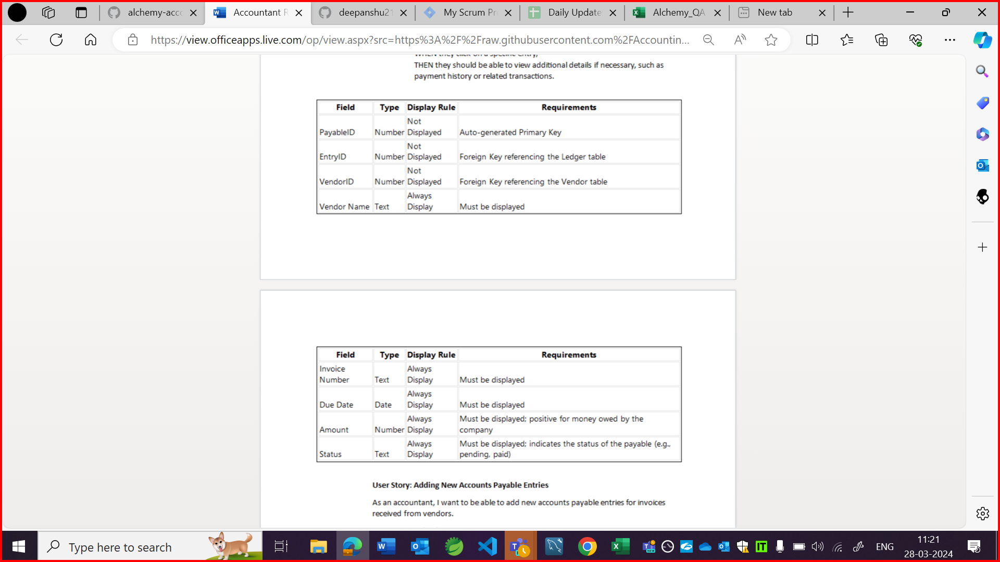 alchemy-acco
Accountant R
deepanshu21
My Scrum Pr
Daily Update
Alchemy_QA
New tab
https://view.officeapps.live.com/op/view.aspx?src=https%3A%2F%2Fraw.githubusercontent.com%2FAccountin...
WHEN they click on a specific entry,
THEN they should be able to view additional details if necessary, such as
payment history or related transactions.
Field Type Display Rule Requirements
PayableID Number Not Displayed Auto-generated Primary Key
EntryID Number Not Displayed Foreign Key referencing the Ledger table
VendorID Number Not Displayed Foreign Key referencing the Vendor table
Vendor Name Text Always Display Must be displayed
Field Type Display Rule Requirements
Invoice Number Text Always Display Must be displayed
Due Date Date Always Display Must be displayed
Amount Number Always Display Must be displayed; positive for money owed by the company
Status Text Always Display Must be displayed; indicates the status of the payable (e.g., pending, paid)
User Story: Adding New Accounts Payable Entries
As an accountant, I want to be able to add new accounts payable entries for invoices
received from vendors.
Type here to search
ENG
11:21
28-03-2024